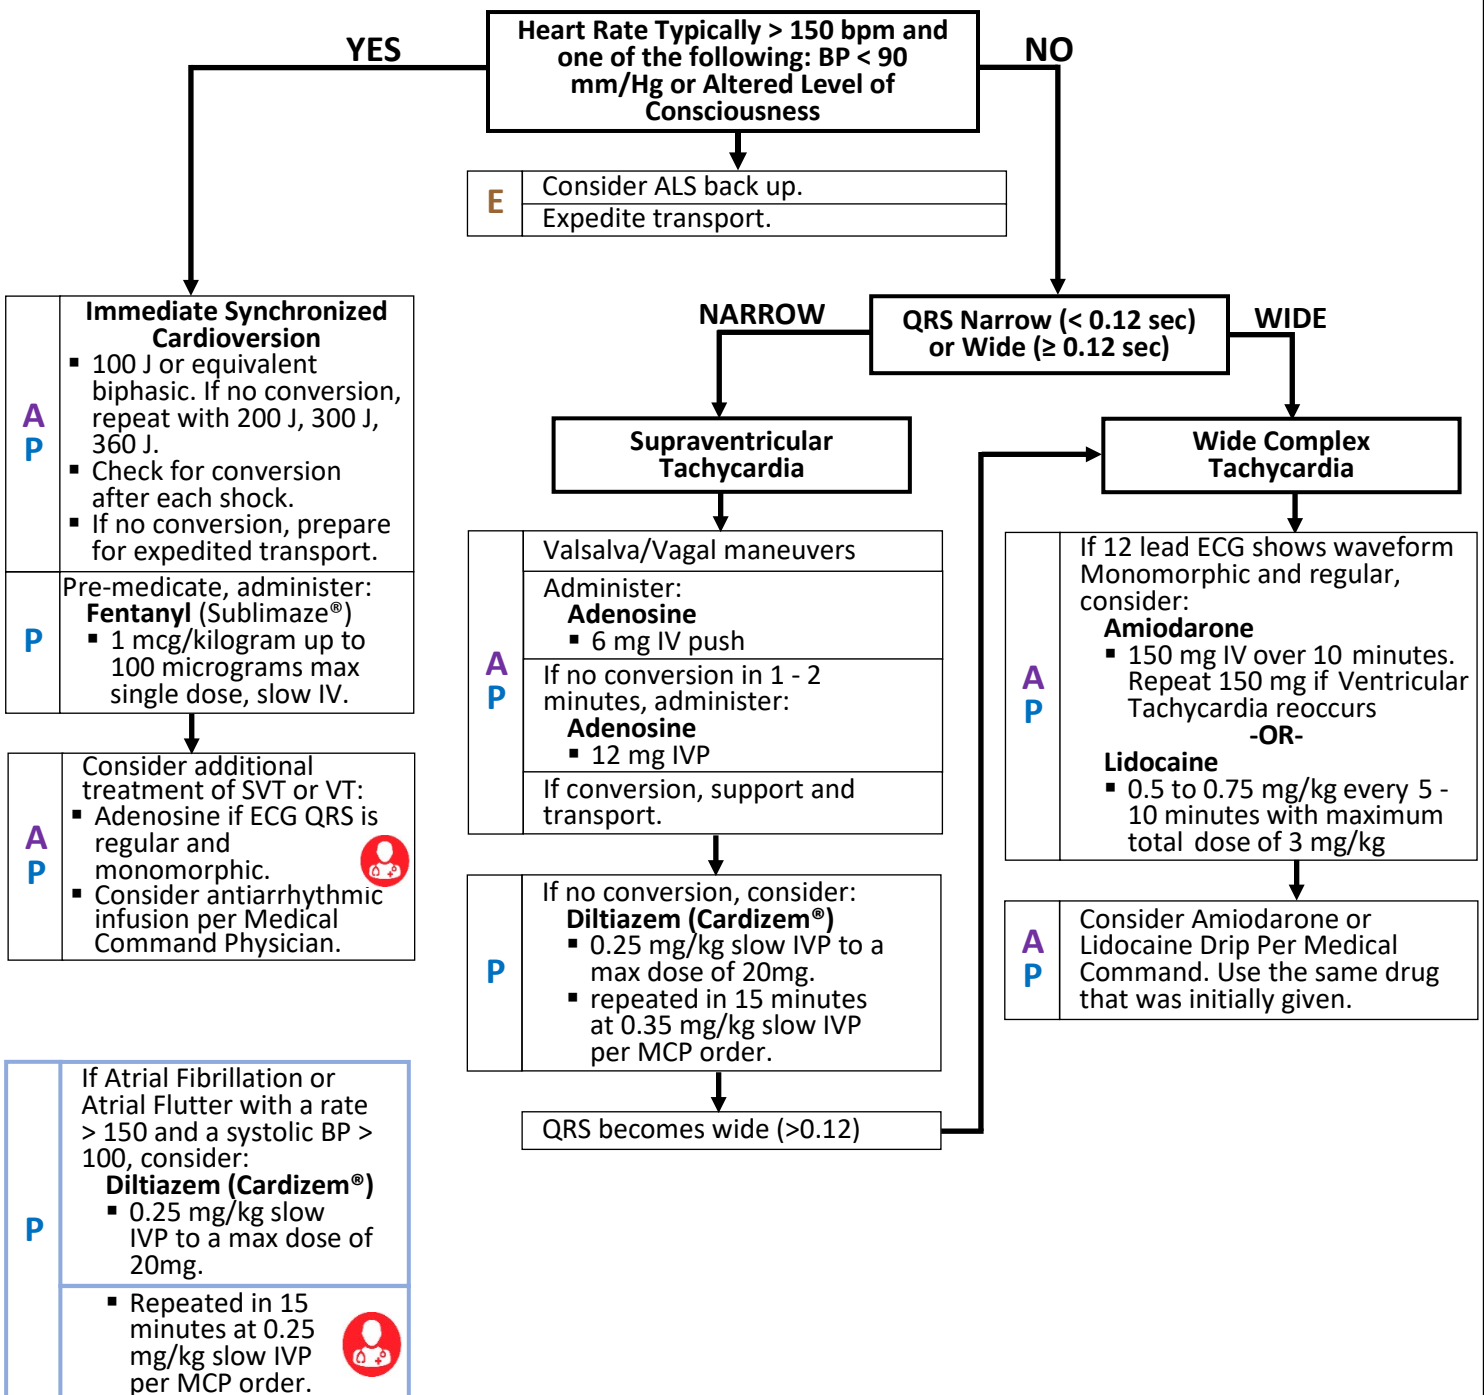 Heart Rate Typically > 150 bpm and
one of the following: BP < 90
mm/Hg or Altered Level of
Consciousness
YES
NO
E
Consider ALS back up.
Expedite transport.
A
P
Immediate Synchronized
Cardioversion
▪ 100 J or equivalent
biphasic. If no conversion,
repeat with 200 J, 300 J,
360 J.
▪ Check for conversion
after each shock.
▪ If no conversion, prepare
for expedited transport.
P
Pre-medicate, administer:
Fentanyl (Sublimaze®)
▪ 1 mcg/kilogram up to
100 micrograms max
single dose, slow IV.
A
P
Consider additional
treatment of SVT or VT:
▪ Adenosine if ECG QRS is
regular and
monomorphic.
▪ Consider antiarrhythmic
infusion per Medical
Command Physician.
P
If Atrial Fibrillation or
Atrial Flutter with a rate
> 150 and a systolic BP >
100, consider:
Diltiazem (Cardizem®)
▪ 0.25 mg/kg slow
IVP to a max dose of
20mg.
▪ Repeated in 15
minutes at 0.25
mg/kg slow IVP
per MCP order.
QRS Narrow (< 0.12 sec)
or Wide (≥ 0.12 sec)
NARROW
WIDE
Supraventricular
Tachycardia
A
P
Valsalva/Vagal maneuvers
Administer:
Adenosine
▪ 6 mg IV push
If no conversion in 1 - 2
minutes, administer:
Adenosine
▪ 12 mg IVP
If conversion, support and
transport.
P
If no conversion, consider:
Diltiazem (Cardizem®)
▪ 0.25 mg/kg slow IVP to a
max dose of 20mg.
▪ repeated in 15 minutes
at 0.35 mg/kg slow IVP
per MCP order.
QRS becomes wide (>0.12)
Wide Complex
Tachycardia
A
P
If 12 lead ECG shows waveform
Monomorphic and regular,
consider:
Amiodarone
▪ 150 mg IV over 10 minutes.
Repeat 150 mg if Ventricular
Tachycardia reoccurs
-OR-
Lidocaine
▪ 0.5 to 0.75 mg/kg every 5 -
10 minutes with maximum
total dose of 3 mg/kg
A
P
Consider Amiodarone or
Lidocaine Drip Per Medical
Command. Use the same drug
that was initially given.